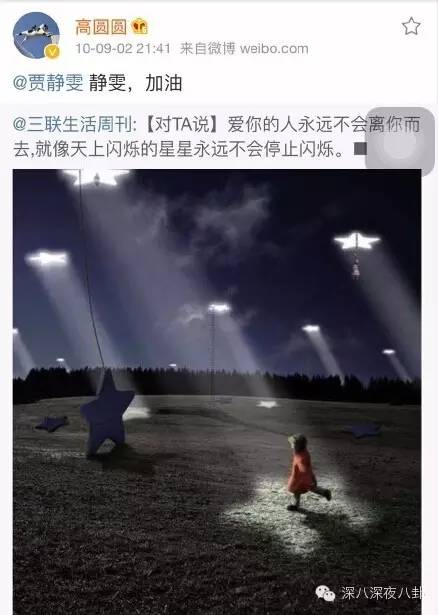 高圆圆
10-09-02 21:41 来自微博 weibo.com
@贾静雯 静雯，加油
@三联生活周刊:【对TA说】爱你的人永远不会离你而
去,就像天上闪烁的星星永远不会停止闪烁。
深八深夜八卦